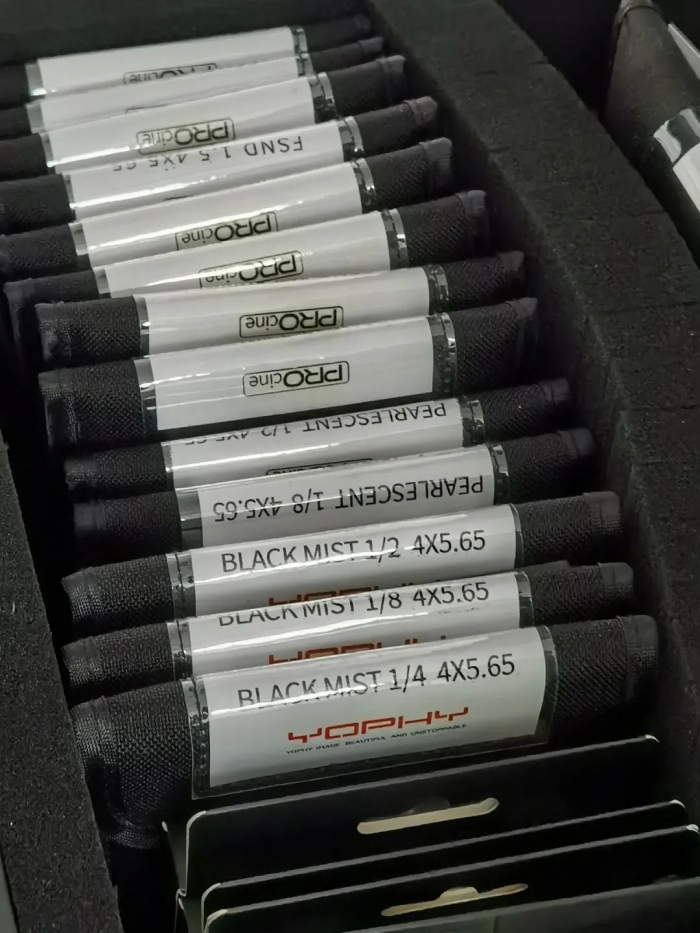 PROcine
PROcine
FSND 1.5 4X5.65
PROcine
PROcine
PROcine
PROcine
PEARLESCENT 1/2 4X5.65
PEARLESCENT 1/8 4X5.65
BLACK MIST 1/2 4X5.65
BLACK MIST 1/8 4X5.65
BLACK MIST 1/4 4X5.65
YOPHY
YOPHY IMAGE BEAUTIFUL AND UNSTOPPABLE